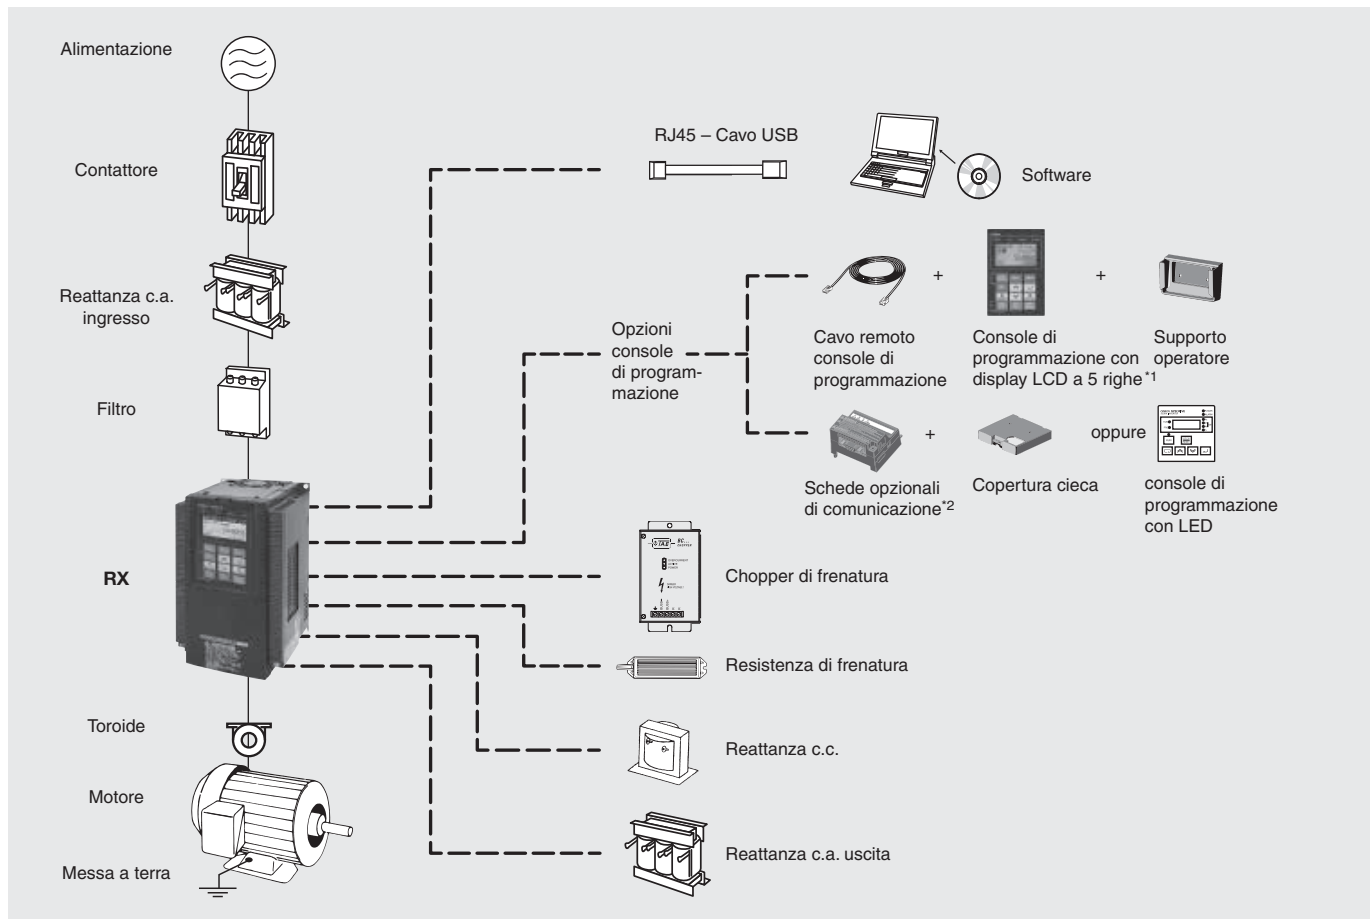 Alimentazione
Contattore
Reattanza c.a.
ingresso
Filtro
RX
Toroide
Motore
Messa a terra
RJ45 – Cavo USB
Software
Opzioni
console
di program-
mazione
+
+
Cavo remoto
console di
programmazione
Console di
programmazione con
display LCD a 5 righe *1
Supporto
operatore
+
oppure
Schede opzionali
di comunicazione*2
Copertura cieca
console di
programmazione
con LED
Chopper di frenatura
Resistenza di frenatura
Reattanza c.c.
Reattanza c.a. uscita